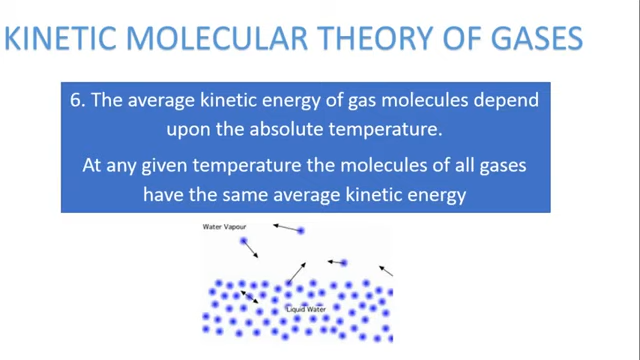 KINETIC MOLECULAR THEORY OF GASES
6. The average kinetic energy of gas molecules depend
upon the absolute temperature.
At any given temperature the molecules of all gases
have the same average kinetic energy
Water Vapour
Liquid Water